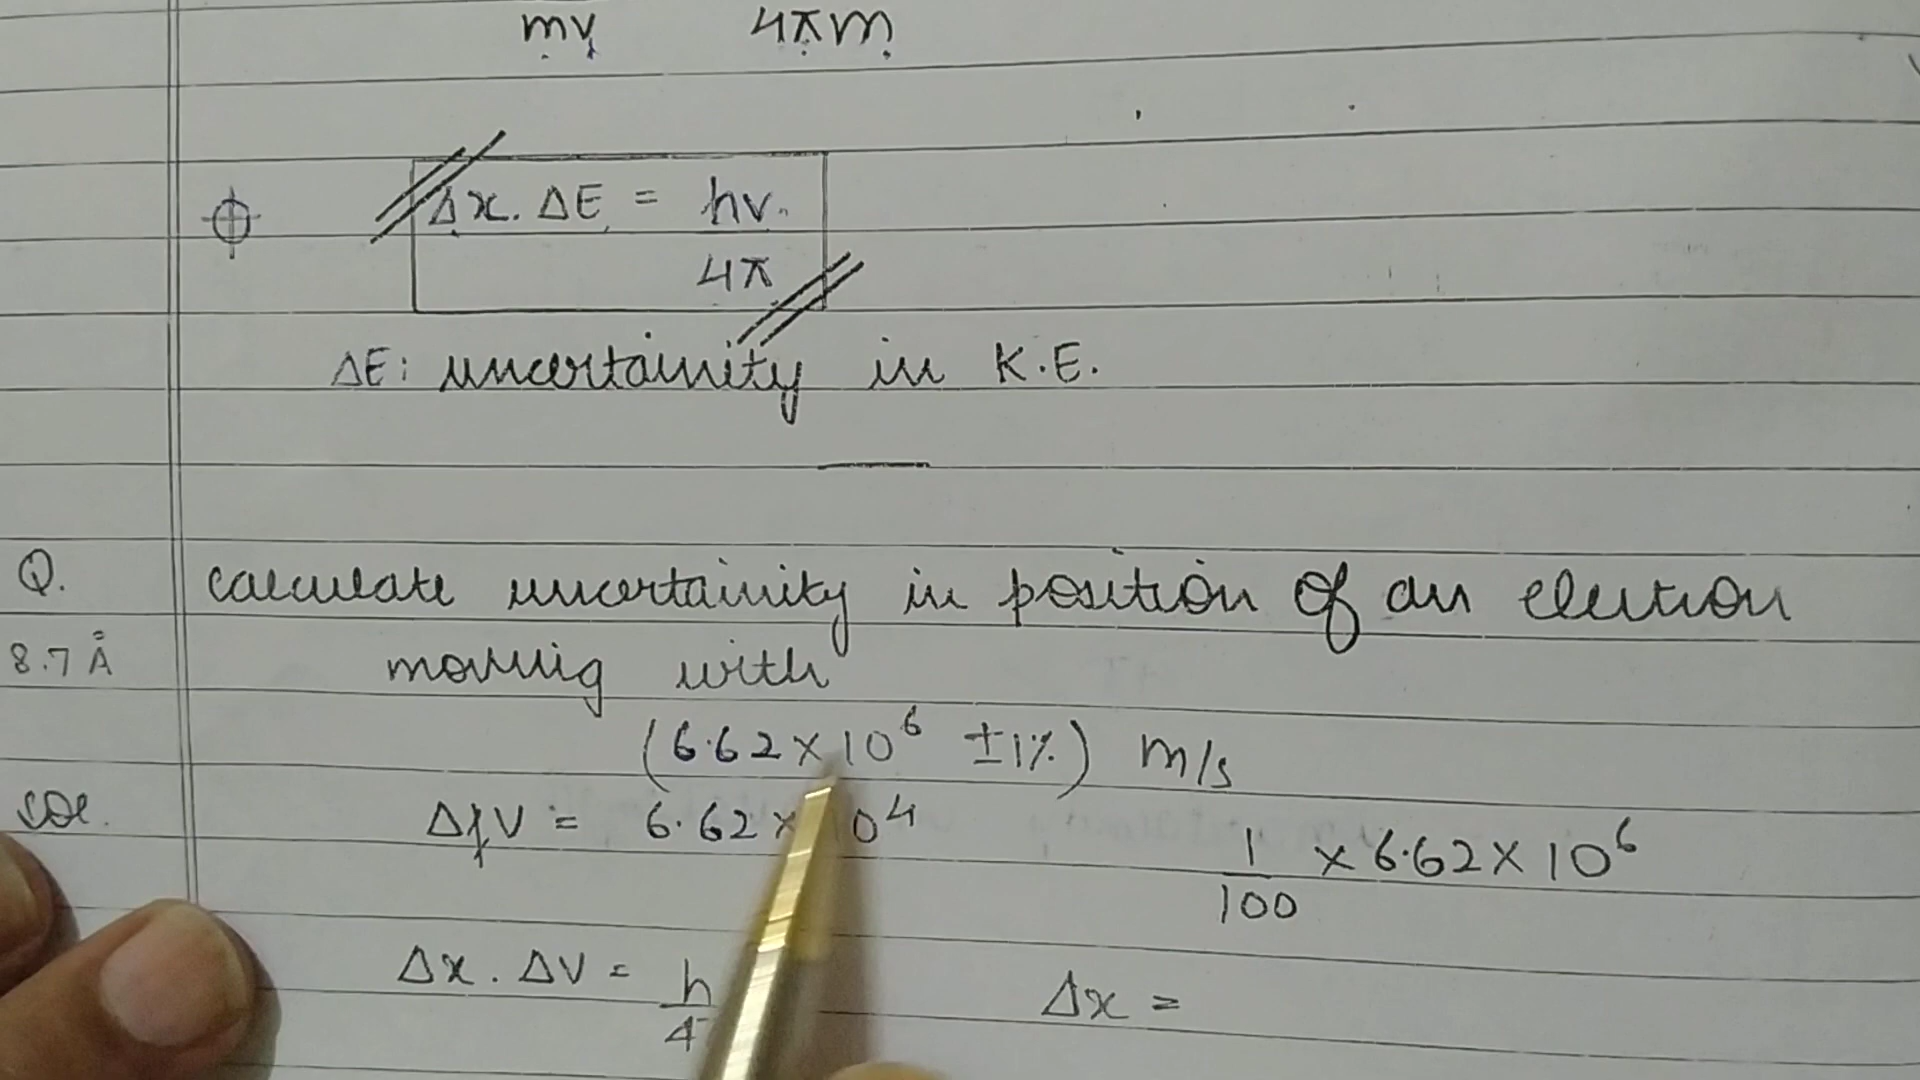 mv 4πm
Δx. ΔE = hv
4π
ΔE: uncertainity in K.E.
Q. calculate uncertainity in position of an electron
8.7 Å moving with
(6.62×10⁶ ±1%) m/s
Sol. ΔV = 6.62× 10⁴
1/100 × 6.62×10⁶
Δx . ΔV = h/4 Δx =